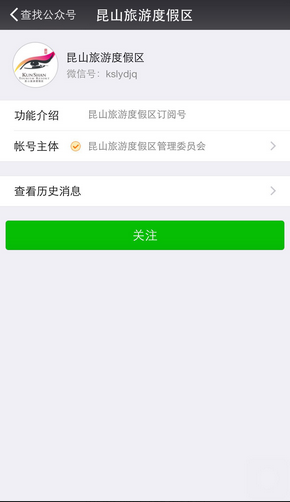 查找公众号
昆山旅游度假区
昆山旅游度假区
微信号：kslydjq
KUNSHAN
功能介绍 昆山旅游度假区订阅号
帐号主体 昆山旅游度假区管理委员会
查看历史消息
关注